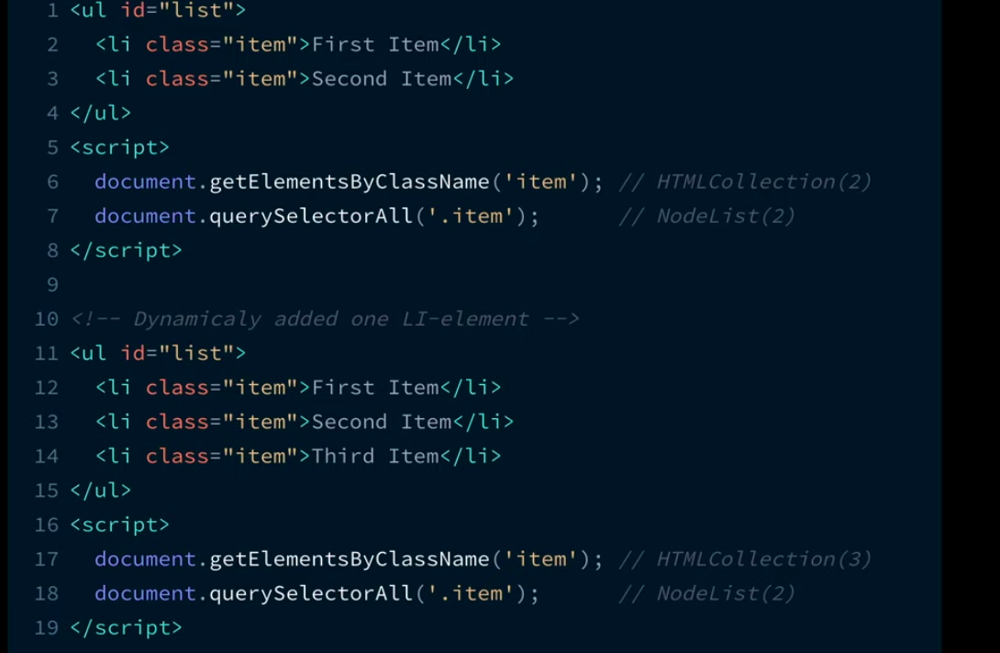 1 <ul id="list">
2   <li class="item">First Item</li>
3   <li class="item">Second Item</li>
4 </ul>
5 <script>
6   document.getElementsByClassName('item'); // HTMLCollection(2)
7   document.querySelectorAll('.item');      // NodeList(2)
8 </script>
9
10 <!-- Dynamicaly added one LI-element -->
11 <ul id="list">
12   <li class="item">First Item</li>
13   <li class="item">Second Item</li>
14   <li class="item">Third Item</li>
15 </ul>
16 <script>
17   document.getElementsByClassName('item'); // HTMLCollection(3)
18   document.querySelectorAll('.item');      // NodeList(2)
19 </script>